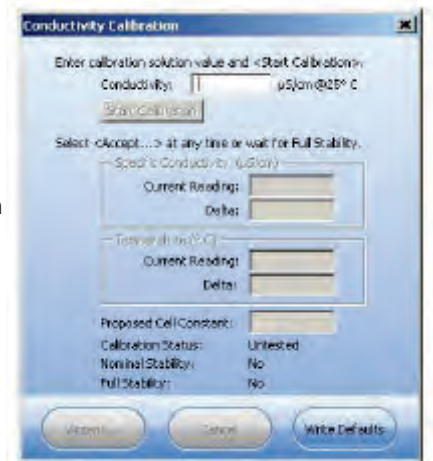 Conductivity Calibration
Enter calibration solution value and <Start Calibration>.
Conductivity: µS/cm @25° C
Start Calibration
Select <Accept...> at any time or wait for Full Stability.
Specific Conductivity (µS/cm)
Current Reading:
Delta:
Temperature (° C)
Current Reading:
Delta:
Proposed Cell Constant:
Calibration Status: Untested
Nominal Stability: No
Full Stability: No
Accept... Cancel Write Defaults